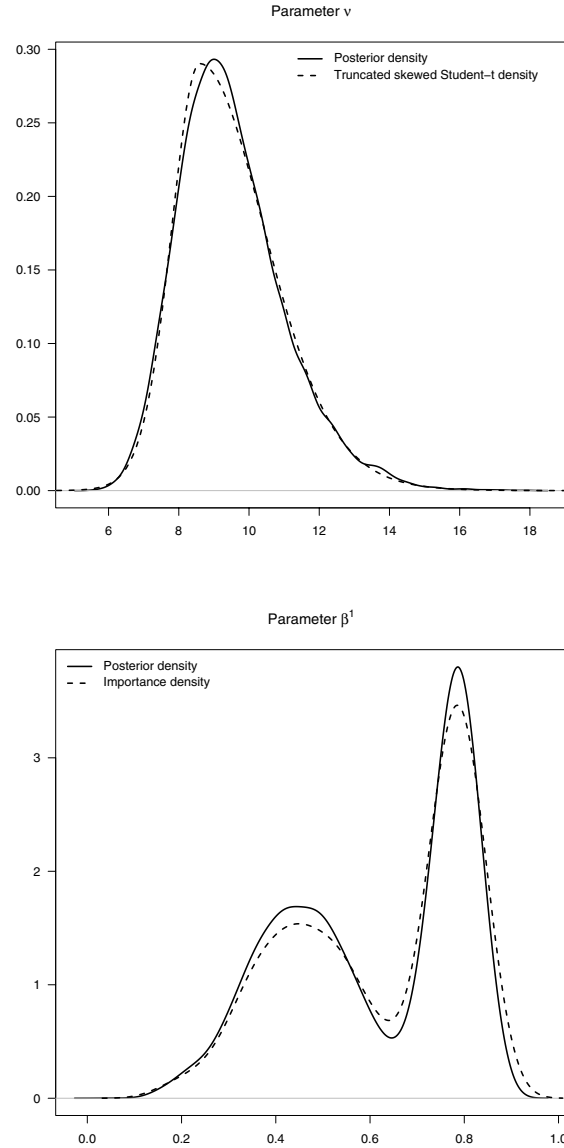 Parameter ν
Posterior density
Truncated skewed Student−t density
0.30
0.25
0.20
0.15
0.10
0.05
0.00
6 8 10 12 14 16 18
Parameter β¹
Posterior density
Importance density
3
2
1
0
0.0 0.2 0.4 0.6 0.8 1.0